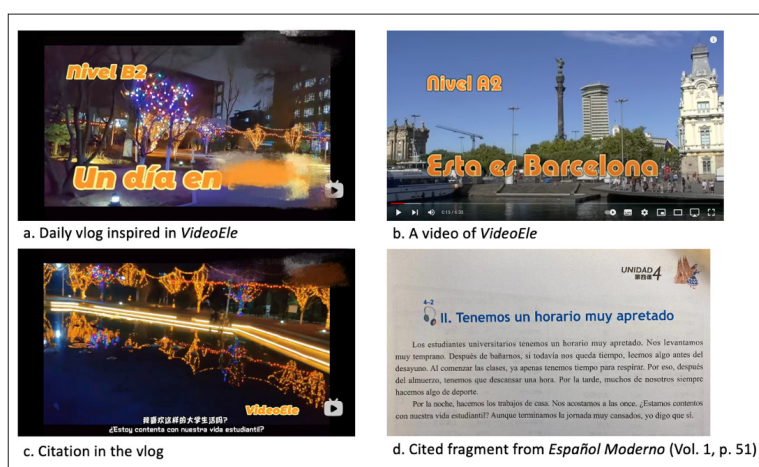 Nivel B2
Un día en
a. Daily vlog inspired in VideoEle
Nivel A2
Esta es Barcelona
0:13 / 6:31
b. A video of VideoEle
VideoEle
我喜欢这样的大学生活吗?
¿Estoy contenta con nuestra vida estudiantil?
c. Citation in the vlog
UNIDAD 4
第四课
4-2
II. Tenemos un horario muy apretado
Los estudiantes universitarios tenemos un horario muy apretado. Nos levantamos
muy temprano. Después de bañarnos, si todavía nos queda tiempo, leemos algo antes del
desayuno. Al comenzar las clases, ya apenas tenemos tiempo para respirar. Por eso, después
del almuerzo, tenemos que descansar una hora. Por la tarde, muchos de nosotros siempre
hacemos algo de deporte.
Por la noche, hacemos los trabajos de casa. Nos acostamos a las once. ¿Estamos contentos
con nuestra vida estudiantil? Aunque terminamos la jornada muy cansados, yo digo que sí.
d. Cited fragment from Español Moderno (Vol. 1, p. 51)